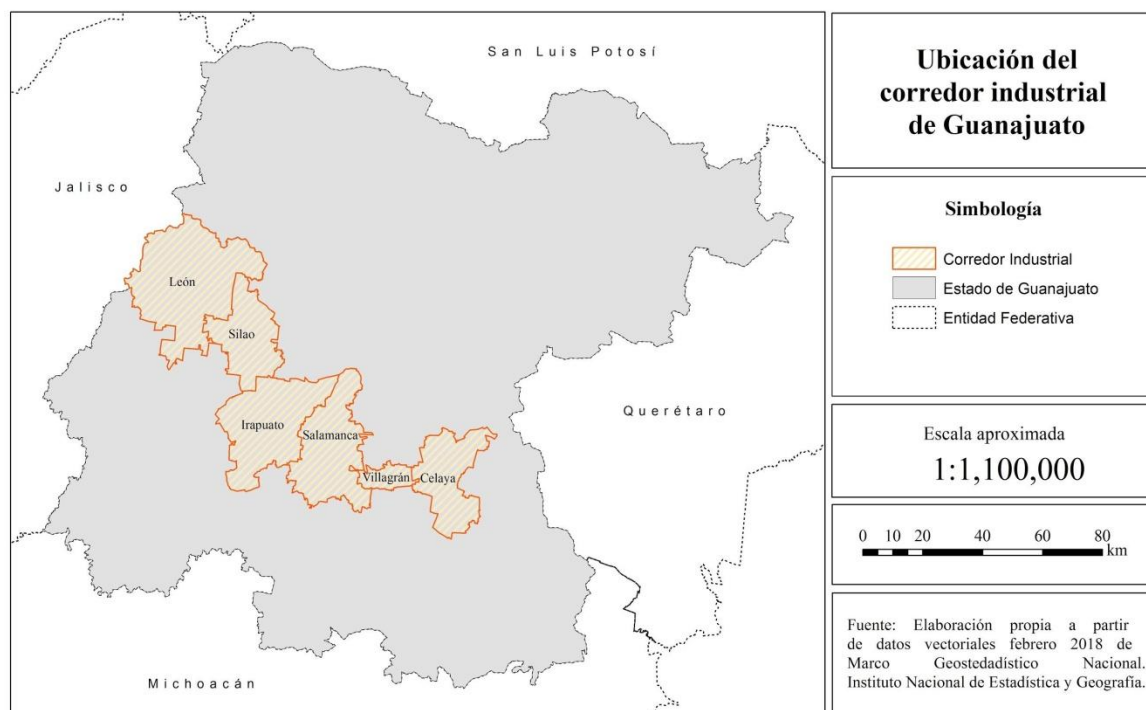 San Luis Potosí
Jalisco
León
Silao
Irapuato
Salamanca
Villagrán
Celaya
Querétaro
Michoacán
Ubicación del
corredor industrial
de Guanajuato
Simbología
Corredor Industrial
Estado de Guanajuato
Entidad Federativa
Escala aproximada
1:1,100,000
0 10 20 40 60 80
km
Fuente: Elaboración propia a partir
de datos vectoriales febrero 2018 de
Marco Geostedadístico Nacional.
Instituto Nacional de Estadística y Geografía.